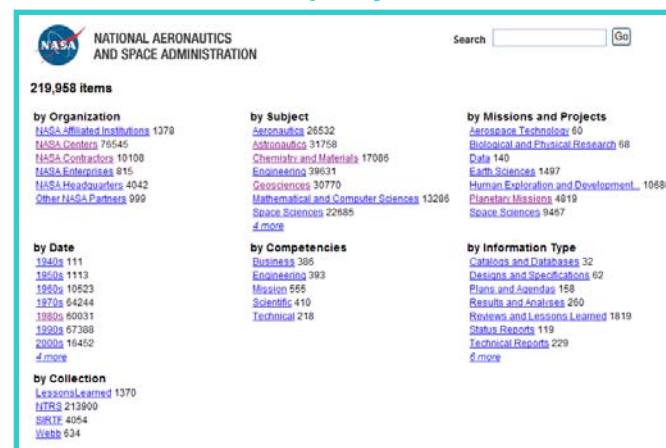 NASA
NATIONAL AERONAUTICS
AND SPACE ADMINISTRATION
Search
Go
219,958 items
by Organization
NASA Affiliated Institutions 1378
NASA Centers 76545
NASA Contractors 10108
NASA Enterprises 815
NASA Headquarters 4042
Other NASA Partners 999
by Subject
Aeronautics 26532
Astronautics 31758
Chemistry and Materials 17086
Engineering 39631
Geosciences 30770
Mathematical and Computer Sciences 13286
Space Sciences 22685
4 more
by Missions and Projects
Aerospace Technology 60
Biological and Physical Research 68
Data 140
Earth Sciences 1497
Human Exploration and Development... 1068
Planetary Missions 4819
Space Sciences 9467
by Date
1940s 111
1950s 1113
1960s 10523
1970s 64244
1980s 60031
1990s 67388
2000s 16452
4 more
by Competencies
Business 386
Engineering 393
Mission 555
Scientific 410
Technical 218
by Information Type
Catalogs and Databases 32
Designs and Specifications 62
Plans and Agendas 158
Results and Analyses 260
Reviews and Lessons Learned 1819
Status Reports 119
Technical Reports 229
6 more
by Collection
LessonsLearned 1370
NTRS 213900
SIRTF 4054
Webb 634